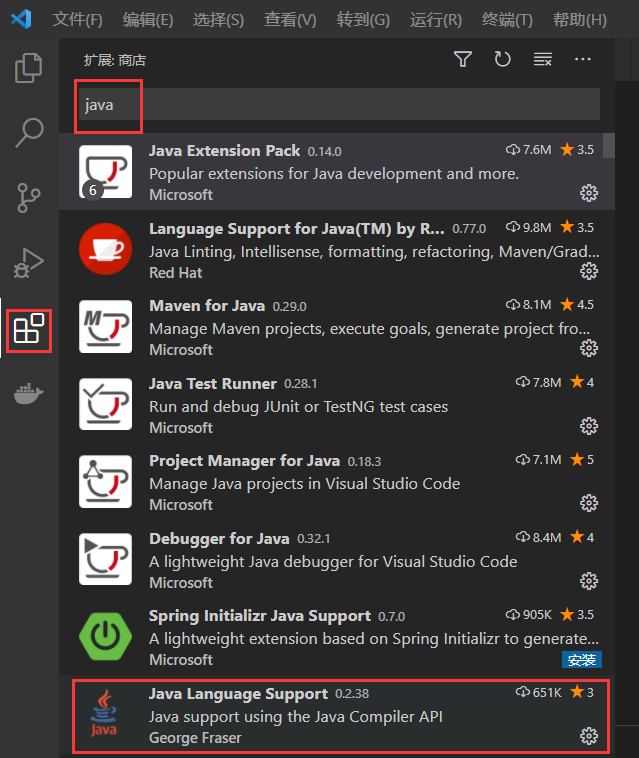 文件(F) 编辑(E) 选择(S) 查看(V) 转到(G) 运行(R) 终端(T) 帮助(H)
扩展: 商店
java
Java Extension Pack 0.14.0 7.6M 3.5
Popular extensions for Java development and more.
6
Microsoft
Language Support for Java(TM) by R... 0.77.0 9.8M 3.5
Java Linting, Intellisense, formatting, refactoring, Maven/Grad...
Red Hat
Maven for Java 0.29.0 8.1M 4.5
Manage Maven projects, execute goals, generate project fro...
M
Microsoft
Java Test Runner 0.28.1 7.8M 4
Run and debug JUnit or TestNG test cases
Microsoft
Project Manager for Java 0.18.3 7.1M 5
Manage Java projects in Visual Studio Code
Microsoft
Debugger for Java 0.32.1 8.4M 4
A lightweight Java debugger for Visual Studio Code
Microsoft
Spring Initializr Java Support 0.7.0 905K 3.5
A lightweight extension based on Spring Initializr to generate...
Microsoft 安装
Java Language Support 0.2.38 651K 3
Java support using the Java Compiler API
Java
George Fraser